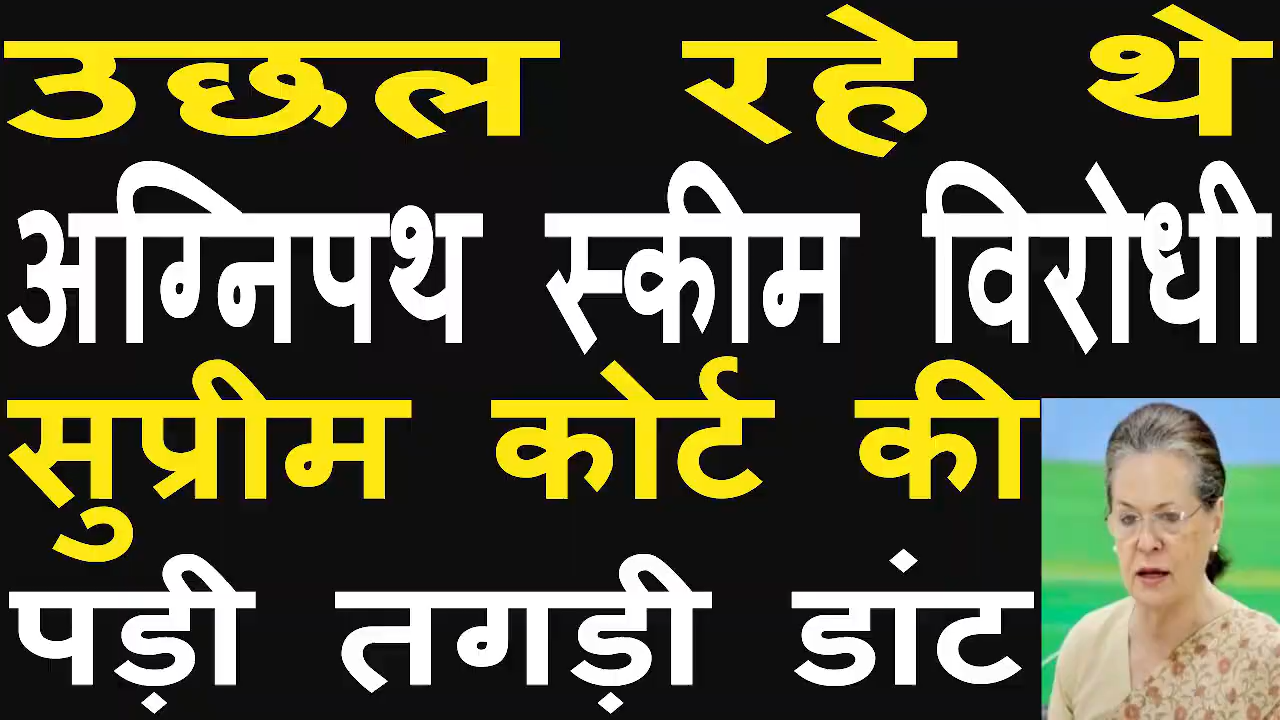 उछल रहे थे
अग्निपथ स्कीम विरोधी
सुप्रीम कोर्ट की
पड़ी तगड़ी डांट